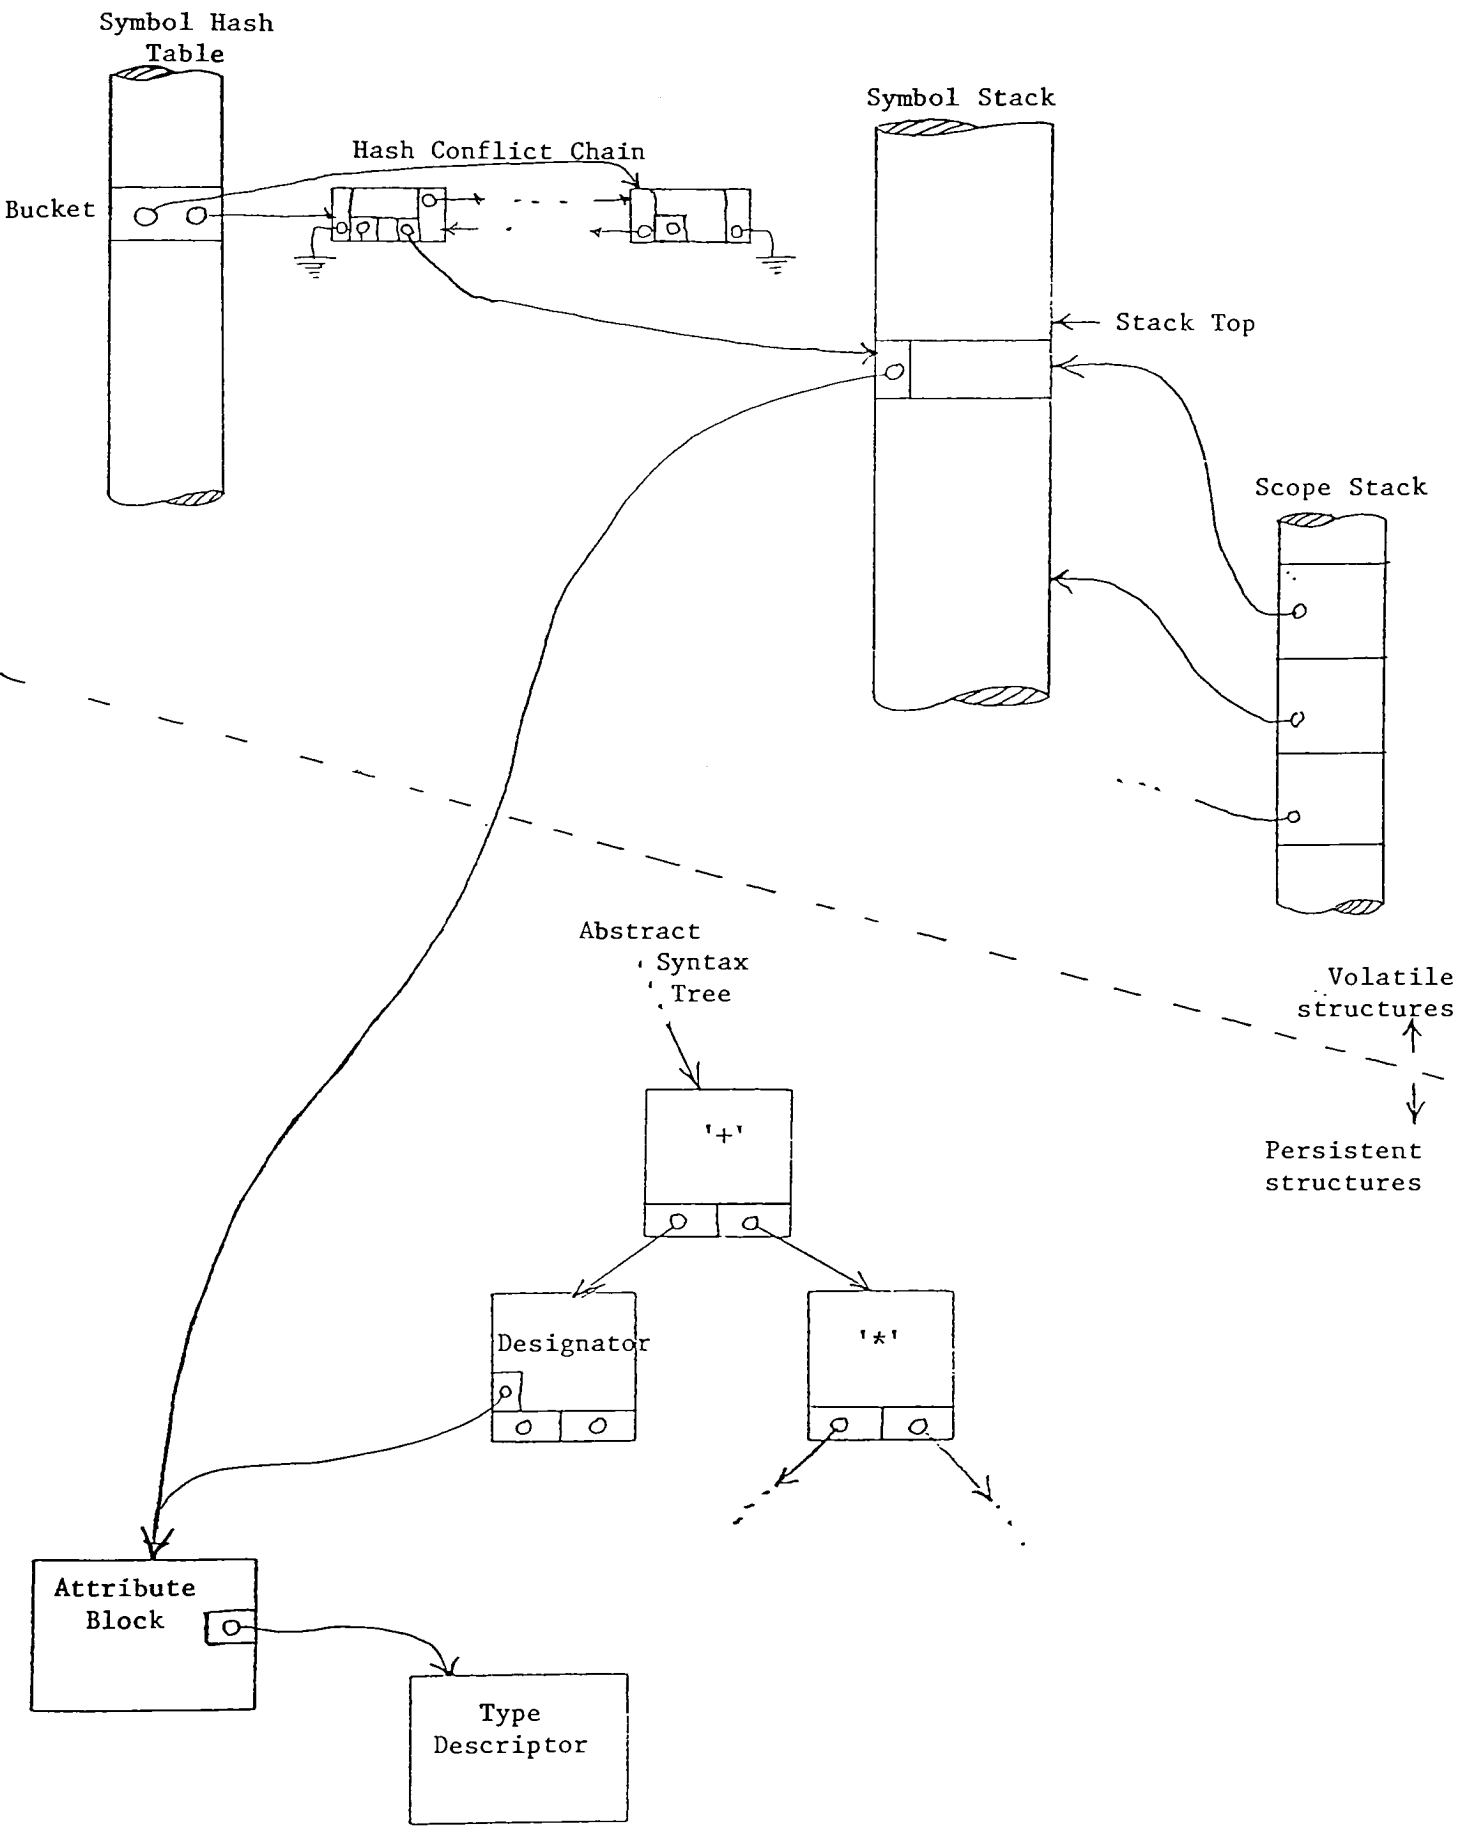 Symbol Hash
Table
Symbol Stack
Hash Conflict Chain
Bucket
Stack Top
Scope Stack
Abstract
Syntax
Tree
Volatile
structures
'+'
Persistent
structures
Designator
'*'
Attribute
Block
Type
Descriptor